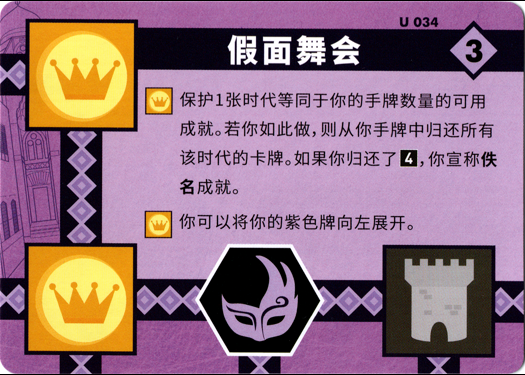 U 034
假面舞会
3
保护1张时代等同于你的手牌数量的可用
成就。若你如此做,则从你手牌中归还所有
该时代的卡牌。如果你归还了4,你宣称佚
名成就。
你可以将你的紫色牌向左展开。